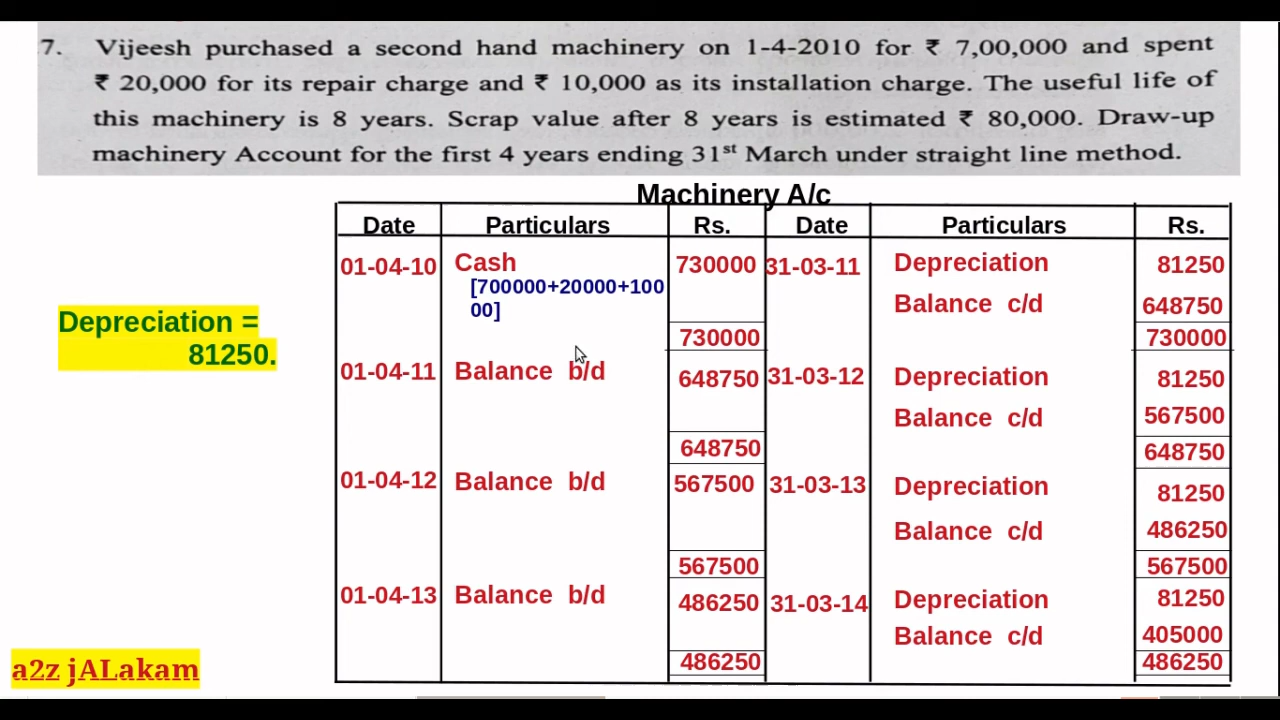 7. Vijeesh purchased a second hand machinery on 1-4-2010 for ₹ 7,00,000 and spent
₹ 20,000 for its repair charge and ₹ 10,000 as its installation charge. The useful life of
this machinery is 8 years. Scrap value after 8 years is estimated ₹ 80,000. Draw-up
machinery Account for the first 4 years ending 31st March under straight line method.
Machinery A/c
Date Particulars Rs. Date Particulars Rs.
01-04-10 Cash 730000 31-03-11 Depreciation 81250
[700000+20000+100
00]
Balance c/d 648750
730000 730000
Depreciation =
81250.
01-04-11 Balance b/d 648750 31-03-12 Depreciation 81250
Balance c/d 567500
648750 648750
01-04-12 Balance b/d 567500 31-03-13 Depreciation 81250
Balance c/d 486250
567500 567500
01-04-13 Balance b/d 486250 31-03-14 Depreciation 81250
Balance c/d 405000
486250 486250
a2z jALakam